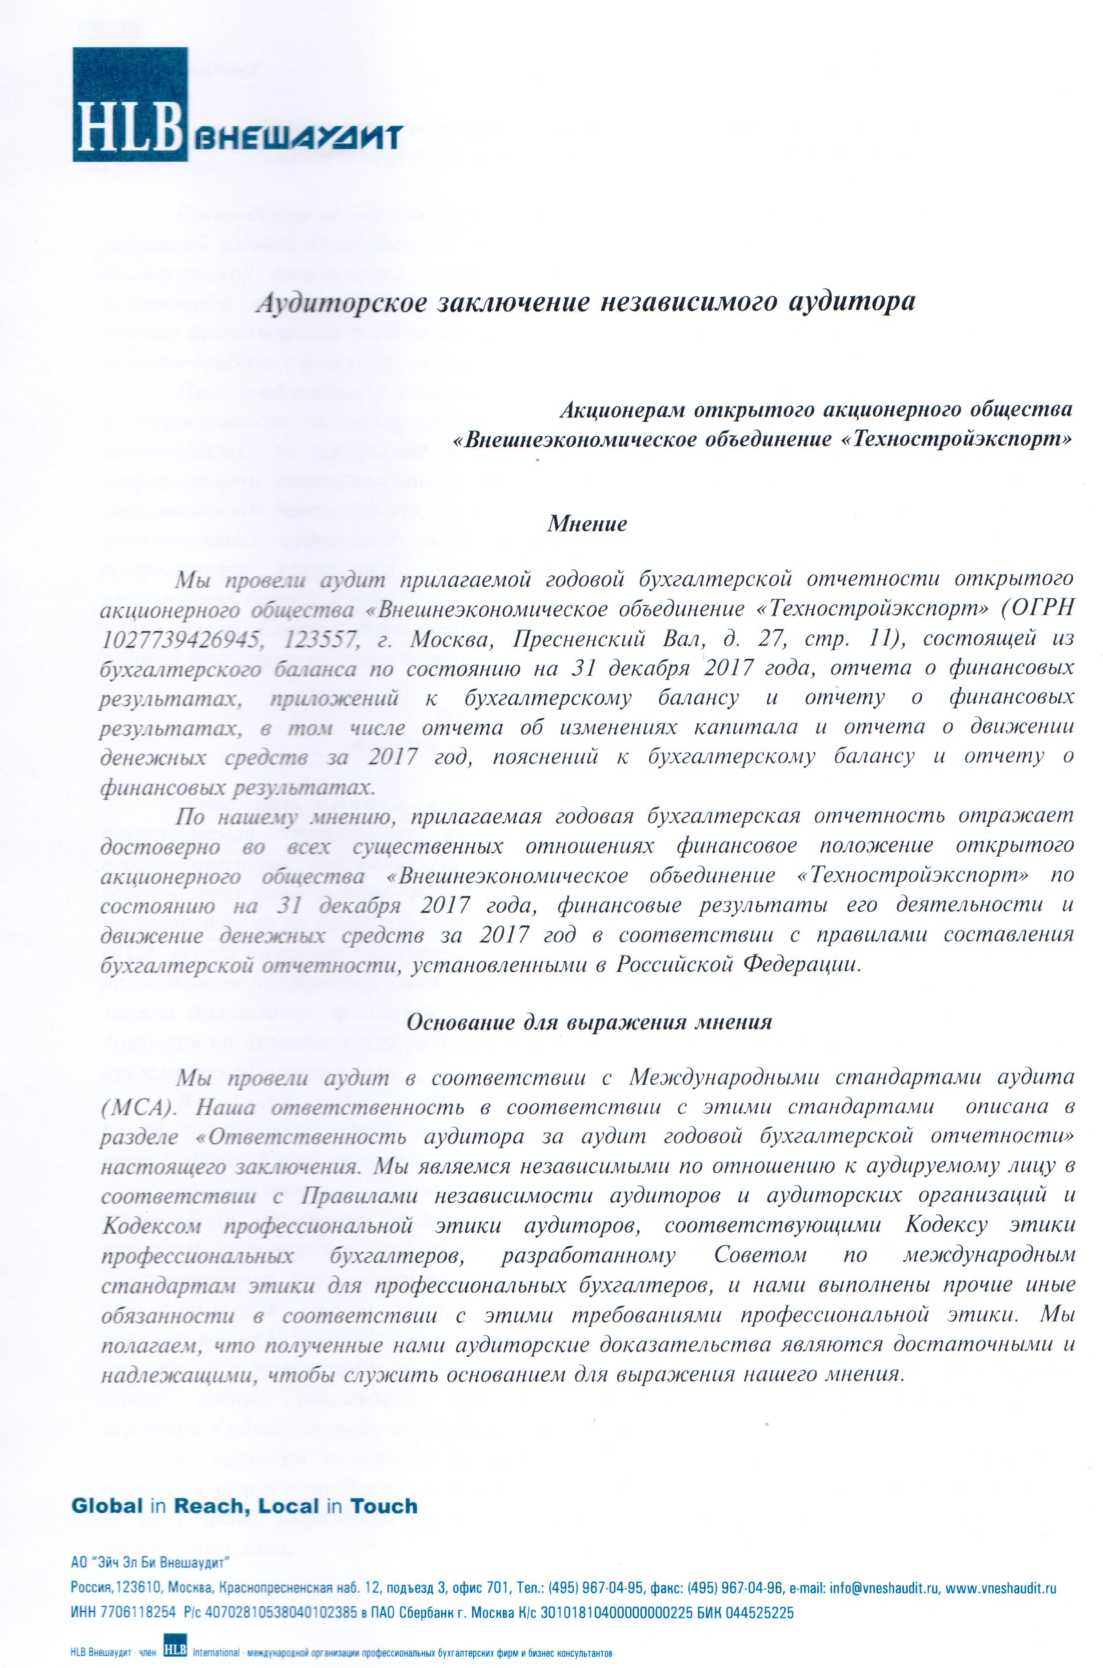 HLB ВНЕШАУДИТ
Аудиторское заключение независимого аудитора
Акционерам открытого акционерного общества
«Внешнеэкономическое объединение «Техностройэкспорт»
Мнение
Мы провели аудит прилагаемой годовой бухгалтерской отчетности открытого
акционерного общества «Внешнеэкономическое объединение «Техностройэкспорт» (ОГРН
1027739426945, 123557, г. Москва, Пресненский Вал, д. 27, стр. 11), состоящей из
бухгалтерского баланса по состоянию на 31 декабря 2017 года, отчета о финансовых
результатах, приложений к бухгалтерскому балансу и отчету о финансовых
результатах, в том числе отчета об изменениях капитала и отчета о движении
денежных средств за 2017 год, пояснений к бухгалтерскому балансу и отчету о
финансовых результатах.
По нашему мнению, прилагаемая годовая бухгалтерская отчетность отражает
достоверно во всех существенных отношениях финансовое положение открытого
акционерного общества «Внешнеэкономическое объединение «Техностройэкспорт» по
состоянию на 31 декабря 2017 года, финансовые результаты его деятельности и
движение денежных средств за 2017 год в соответствии с правилами составления
бухгалтерской отчетности, установленными в Российской Федерации.
Основание для выражения мнения
Мы провели аудит в соответствии с Международными стандартами аудита
(МСА). Наша ответственность в соответствии с этими стандартами описана в
разделе «Ответственность аудитора за аудит годовой бухгалтерской отчетности»
настоящего заключения. Мы являемся независимыми по отношению к аудируемому лицу в
соответствии с Правилами независимости аудиторов и аудиторских организаций и
Кодексом профессиональной этики аудиторов, соответствующими Кодексу этики
профессиональных бухгалтеров, разработанному Советом по международным
стандартам этики для профессиональных бухгалтеров, и нами выполнены прочие иные
обязанности в соответствии с этими требованиями профессиональной этики. Мы
полагаем, что полученные нами аудиторские доказательства являются достаточными и
надлежащими, чтобы служить основанием для выражения нашего мнения.
Global in Reach, Local in Touch
АО "Эйч Эл Би Внешаудит"
Россия,123610, Москва, Краснопресненская наб. 12, подъезд 3, офис 701, Тел.: (495) 967-04-95, факс: (495) 967-04-96, e-mail: info@vneshaudit.ru, www.vneshaudit.ru
ИНН 7706118254 Р/с 40702810538040102385 в ПАО Сбербанк г. Москва К/с 30101810400000000225 БИК 044525225
HLB Внешаудит - член HLB International - международной организации профессиональных бухгалтерских фирм и бизнес консультантов